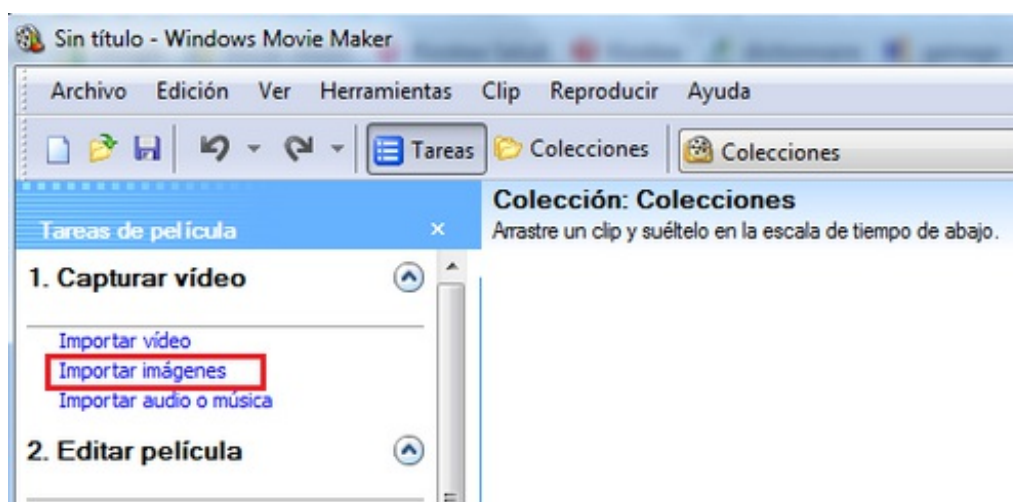 Sin título - Windows Movie Maker
Archivo Edición Ver Herramientas Clip Reproducir Ayuda
Tareas Colecciones Colecciones
Tareas de película
Colección: Colecciones
Arrastre un clip y suéltelo en la escala de tiempo de abajo.
1. Capturar vídeo
Importar vídeo
Importar imágenes
Importar audio o música
2. Editar película